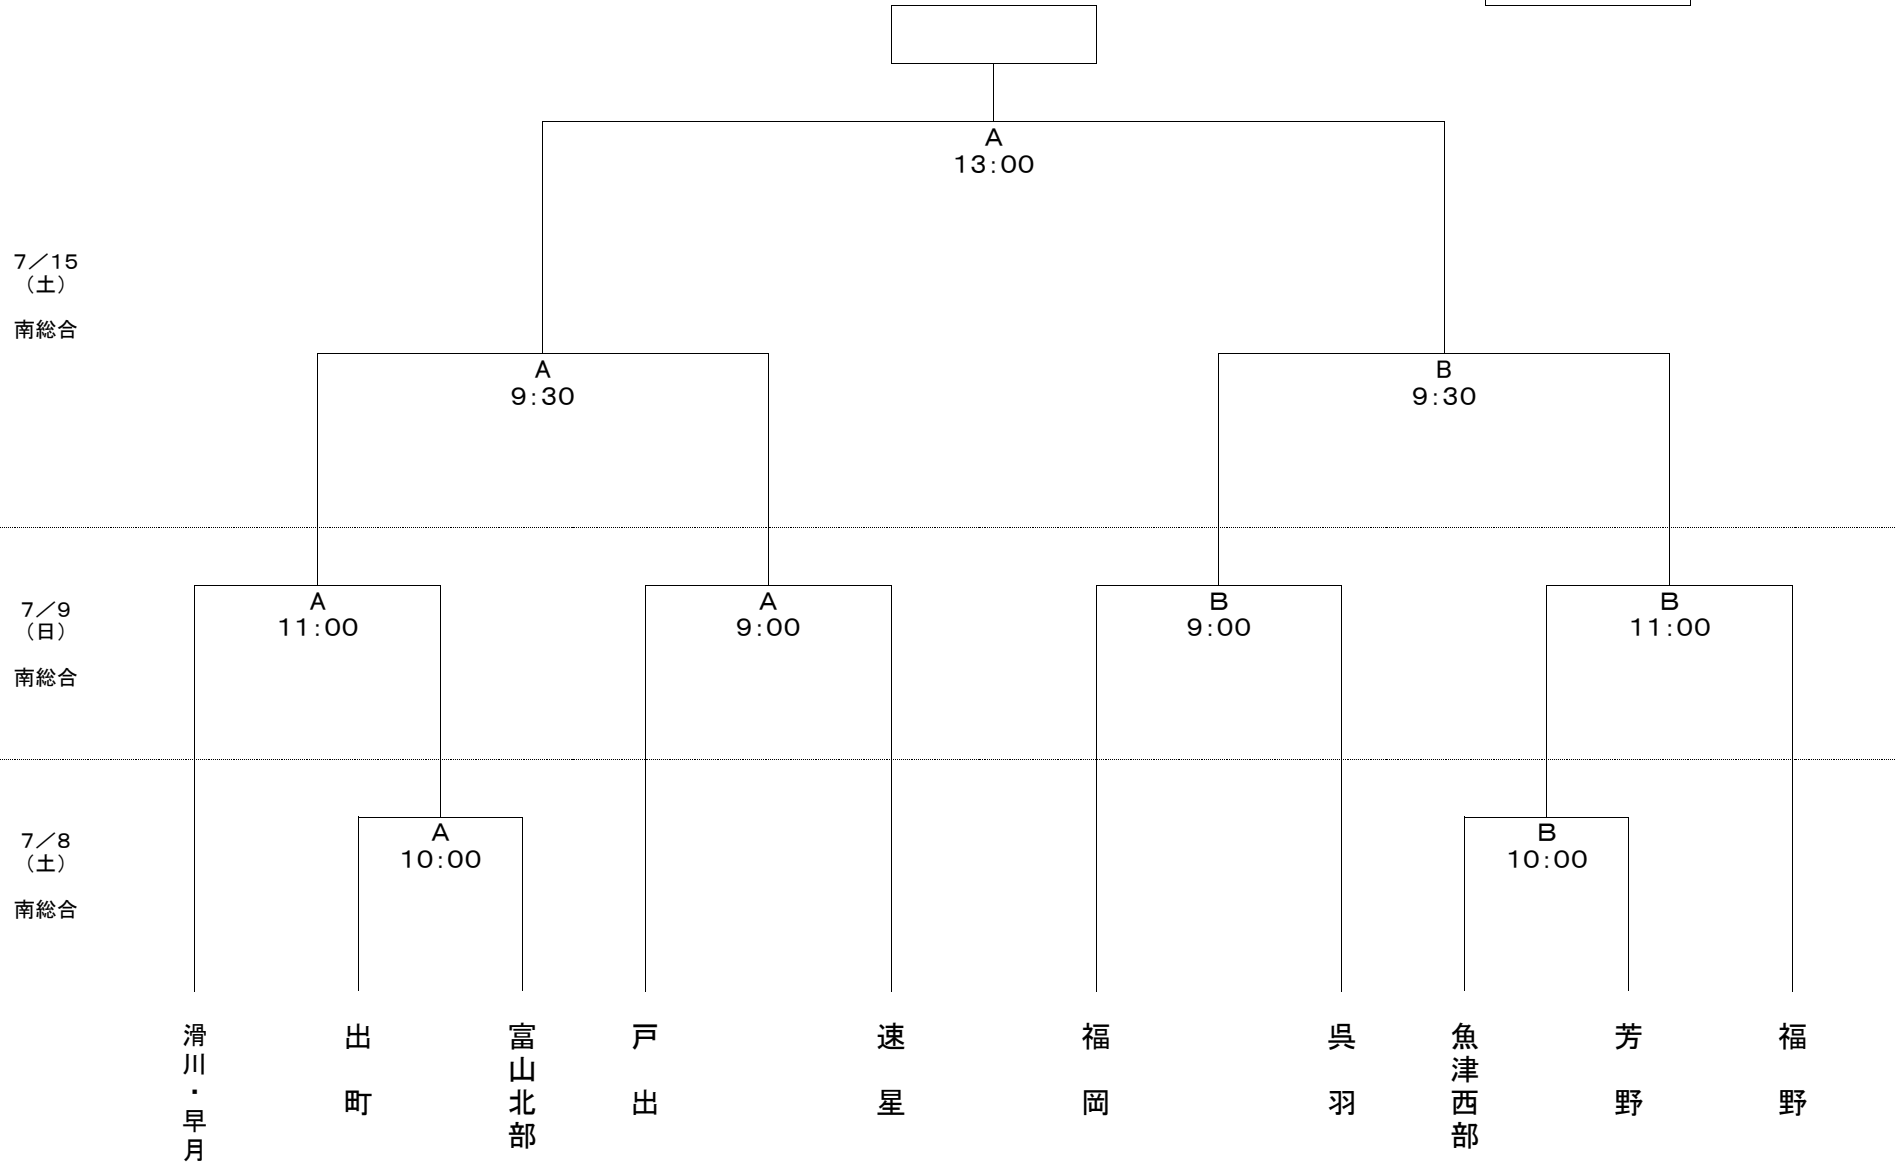 A
13:00
7／15
（土）
南総合
A
9:30
B
9:30
7／9
（日）
南総合
A
11:00
A
9:00
B
9:00
B
11:00
7／8
（土）
南総合
A
10:00
B
10:00
滑川・早月
出町
富山北部
戸出
速星
福岡
呉羽
魚津西部
芳野
福野